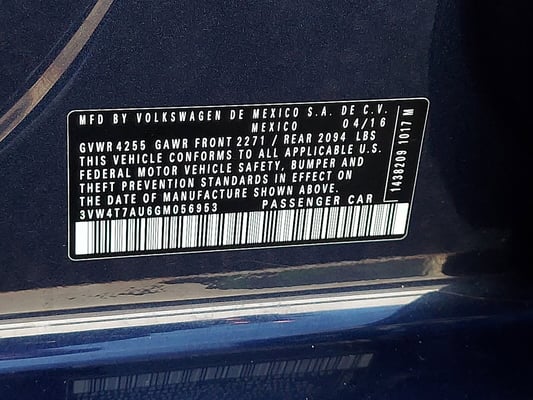 MFD BY VOLKSWAGEN DE MEXICO S.A. DE C.V.
MEXICO 04/16
GVWR 4255 GAWR FRONT 2271 / REAR 2094 LBS
THIS VEHICLE CONFORMS TO ALL APPLICABLE U.S.
FEDERAL MOTOR VEHICLE SAFETY, BUMPER AND
THEFT PREVENTION STANDARDS IN EFFECT ON
THE DATE OF MANUFACTURE SHOWN ABOVE.
3VW4T7AU6GM056953 PASSENGER CAR
1438209 1017 M